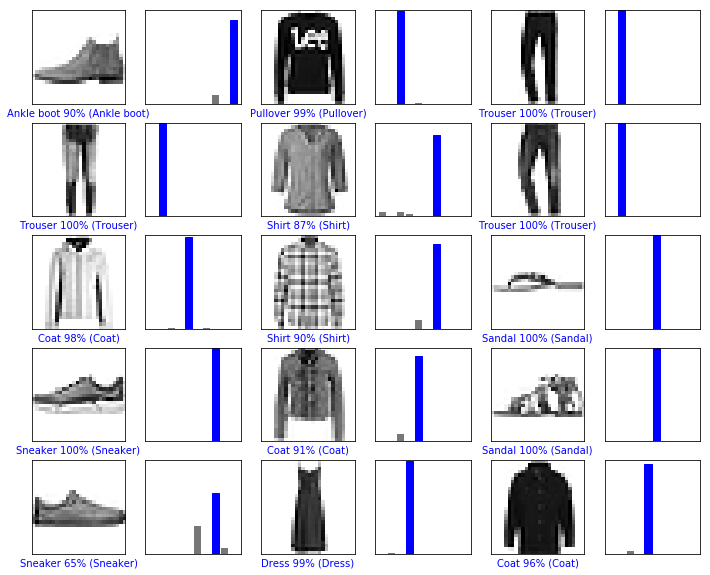 Lee
Ankle boot 90% (Ankle boot)
Pullover 99% (Pullover)
Trouser 100% (Trouser)
Trouser 100% (Trouser)
Shirt 87% (Shirt)
Trouser 100% (Trouser)
Coat 98% (Coat)
Shirt 90% (Shirt)
Sandal 100% (Sandal)
Sneaker 100% (Sneaker)
Coat 91% (Coat)
Sandal 100% (Sandal)
Sneaker 65% (Sneaker)
Dress 99% (Dress)
Coat 96% (Coat)